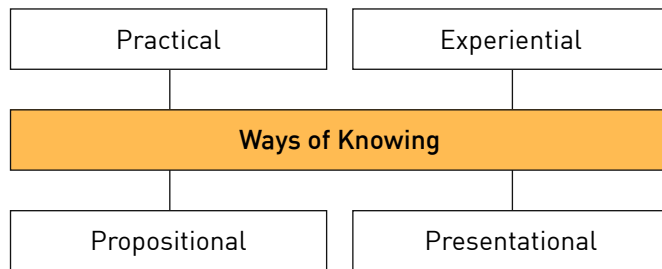 Practical
Experiential
Ways of Knowing
Propositional
Presentational